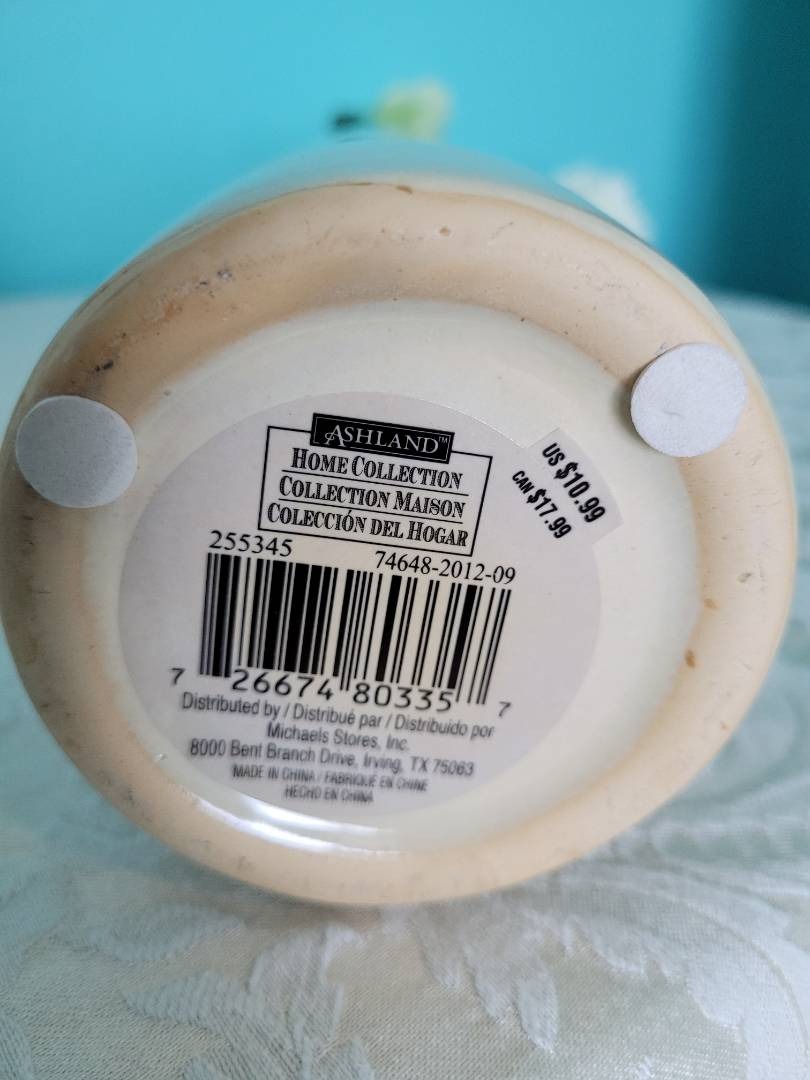 ASHLAND™
HOME COLLECTION
COLLECTION MAISON
COLECCIÓN DEL HOGAR
US $10.99
CAN $17.99
255345 74648-2012-09
7 26674 80335 7
Distributed by / Distribué par / Distribuido por
Michaels Stores, Inc.
8000 Bent Branch Drive, Irving, TX 75063
MADE IN CHINA / FABRIQUÉ EN CHINE
HECHO EN CHINA